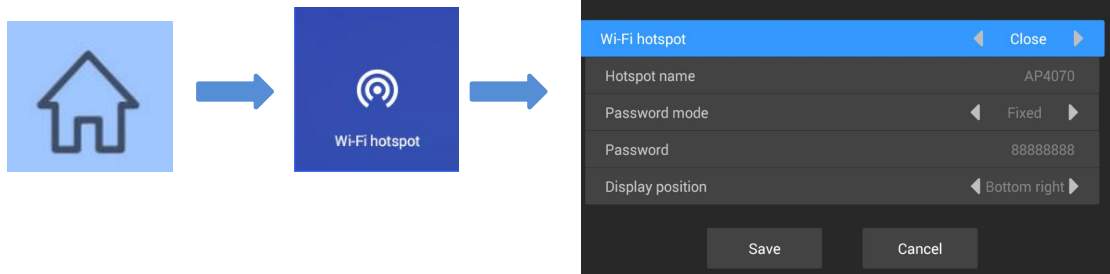 Wi-Fi hotspot
Wi-Fi hotspot Close
Hotspot name AP4070
Password mode Fixed
Password 88888888
Display position Bottom right
Save Cancel